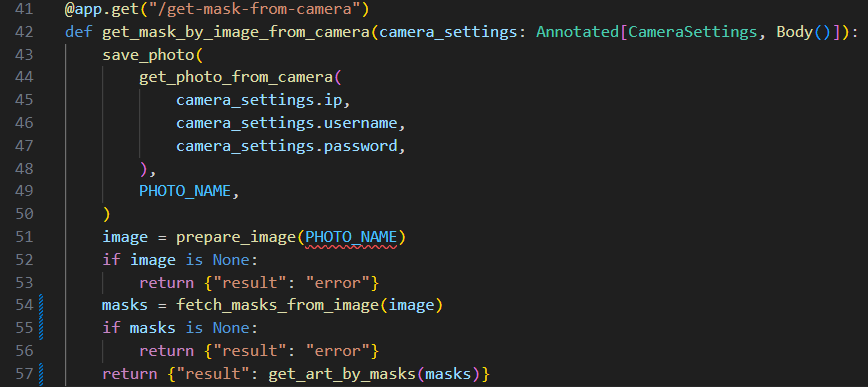 41 @app.get("/get-mask-from-camera")
42 def get_mask_by_image_from_camera(camera_settings: Annotated[CameraSettings, Body()]):
43     save_photo(
44         get_photo_from_camera(
45             camera_settings.ip,
46             camera_settings.username,
47             camera_settings.password,
48         ),
49         PHOTO_NAME,
50     )
51     image = prepare_image(PHOTO_NAME)
52     if image is None:
53         return {"result": "error"}
54     masks = fetch_masks_from_image(image)
55     if masks is None:
56         return {"result": "error"}
57     return {"result": get_art_by_masks(masks)}